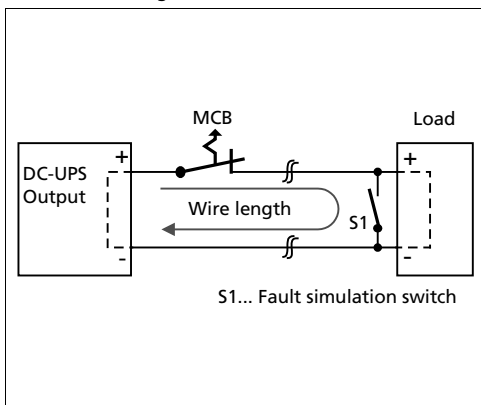 MCB
Load
DC-UPS
Output
+
-
Wire length
S1
+
-
S1... Fault simulation switch